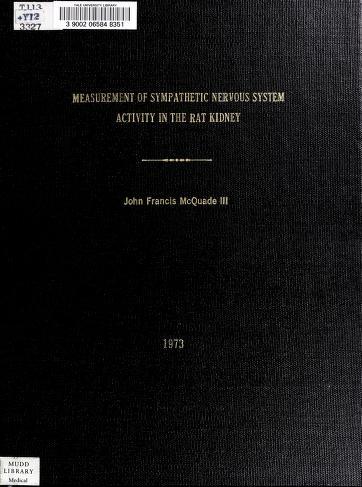 T113
+Y12
3327
YALE UNIVERSITY LIBRARY
3 9002 06584 8351
MEASUREMENT OF SYMPATHETIC NERVOUS SYSTEM
ACTIVITY IN THE RAT KIDNEY
John Francis McQuade III
1973
MUDD
LIBRARY
Medical